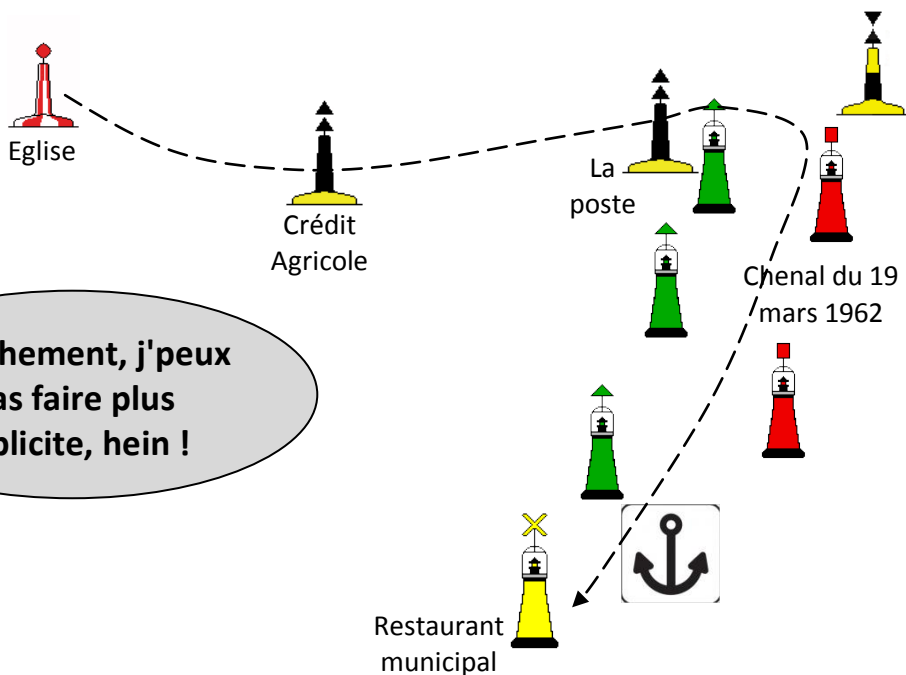 Eglise
Crédit
Agricole
La
poste
Chenal du 19
mars 1962
hement, j'peux
as faire plus
plicite, hein !
Restaurant
municipal